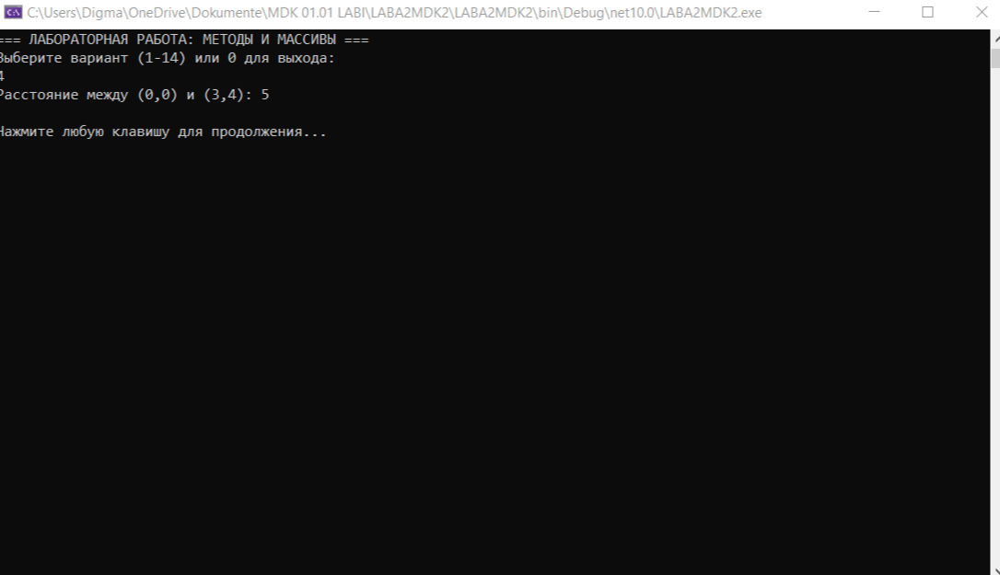 C:\Users\Digma\OneDrive\Dokumente\MDK 01.01 LABI\LABA2MDK2\LABA2MDK2\bin\Debug\net10.0\LABA2MDK2.exe
=== ЛАБОРАТОРНАЯ РАБОТА: МЕТОДЫ И МАССИВЫ ===
Выберите вариант (1-14) или 0 для выхода:
4
Расстояние между (0,0) и (3,4): 5
Нажмите любую клавишу для продолжения...